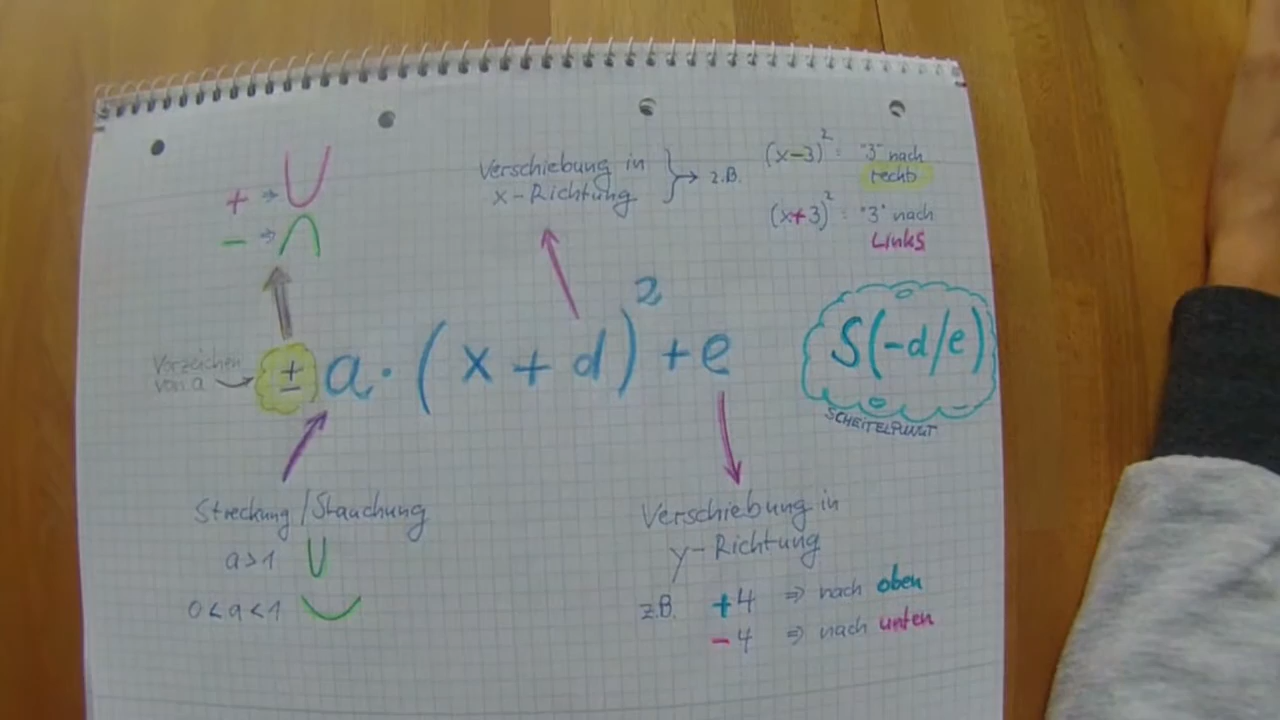 + ⇒
- ⇒
Verschiebung in
x-Richtung
→ z.B.
(x-3)² : "3" nach
rechts
(x+3)² : "3" nach
Links
Vorzeichen
von a
± a · (x + d)² + e
S(-d/e)
SCHEITELPUNKT
Streckung/Stauchung
a>1
0<a<1
Verschiebung in
y-Richtung
z.B. +4 ⇒ nach oben
-4 ⇒ nach unten